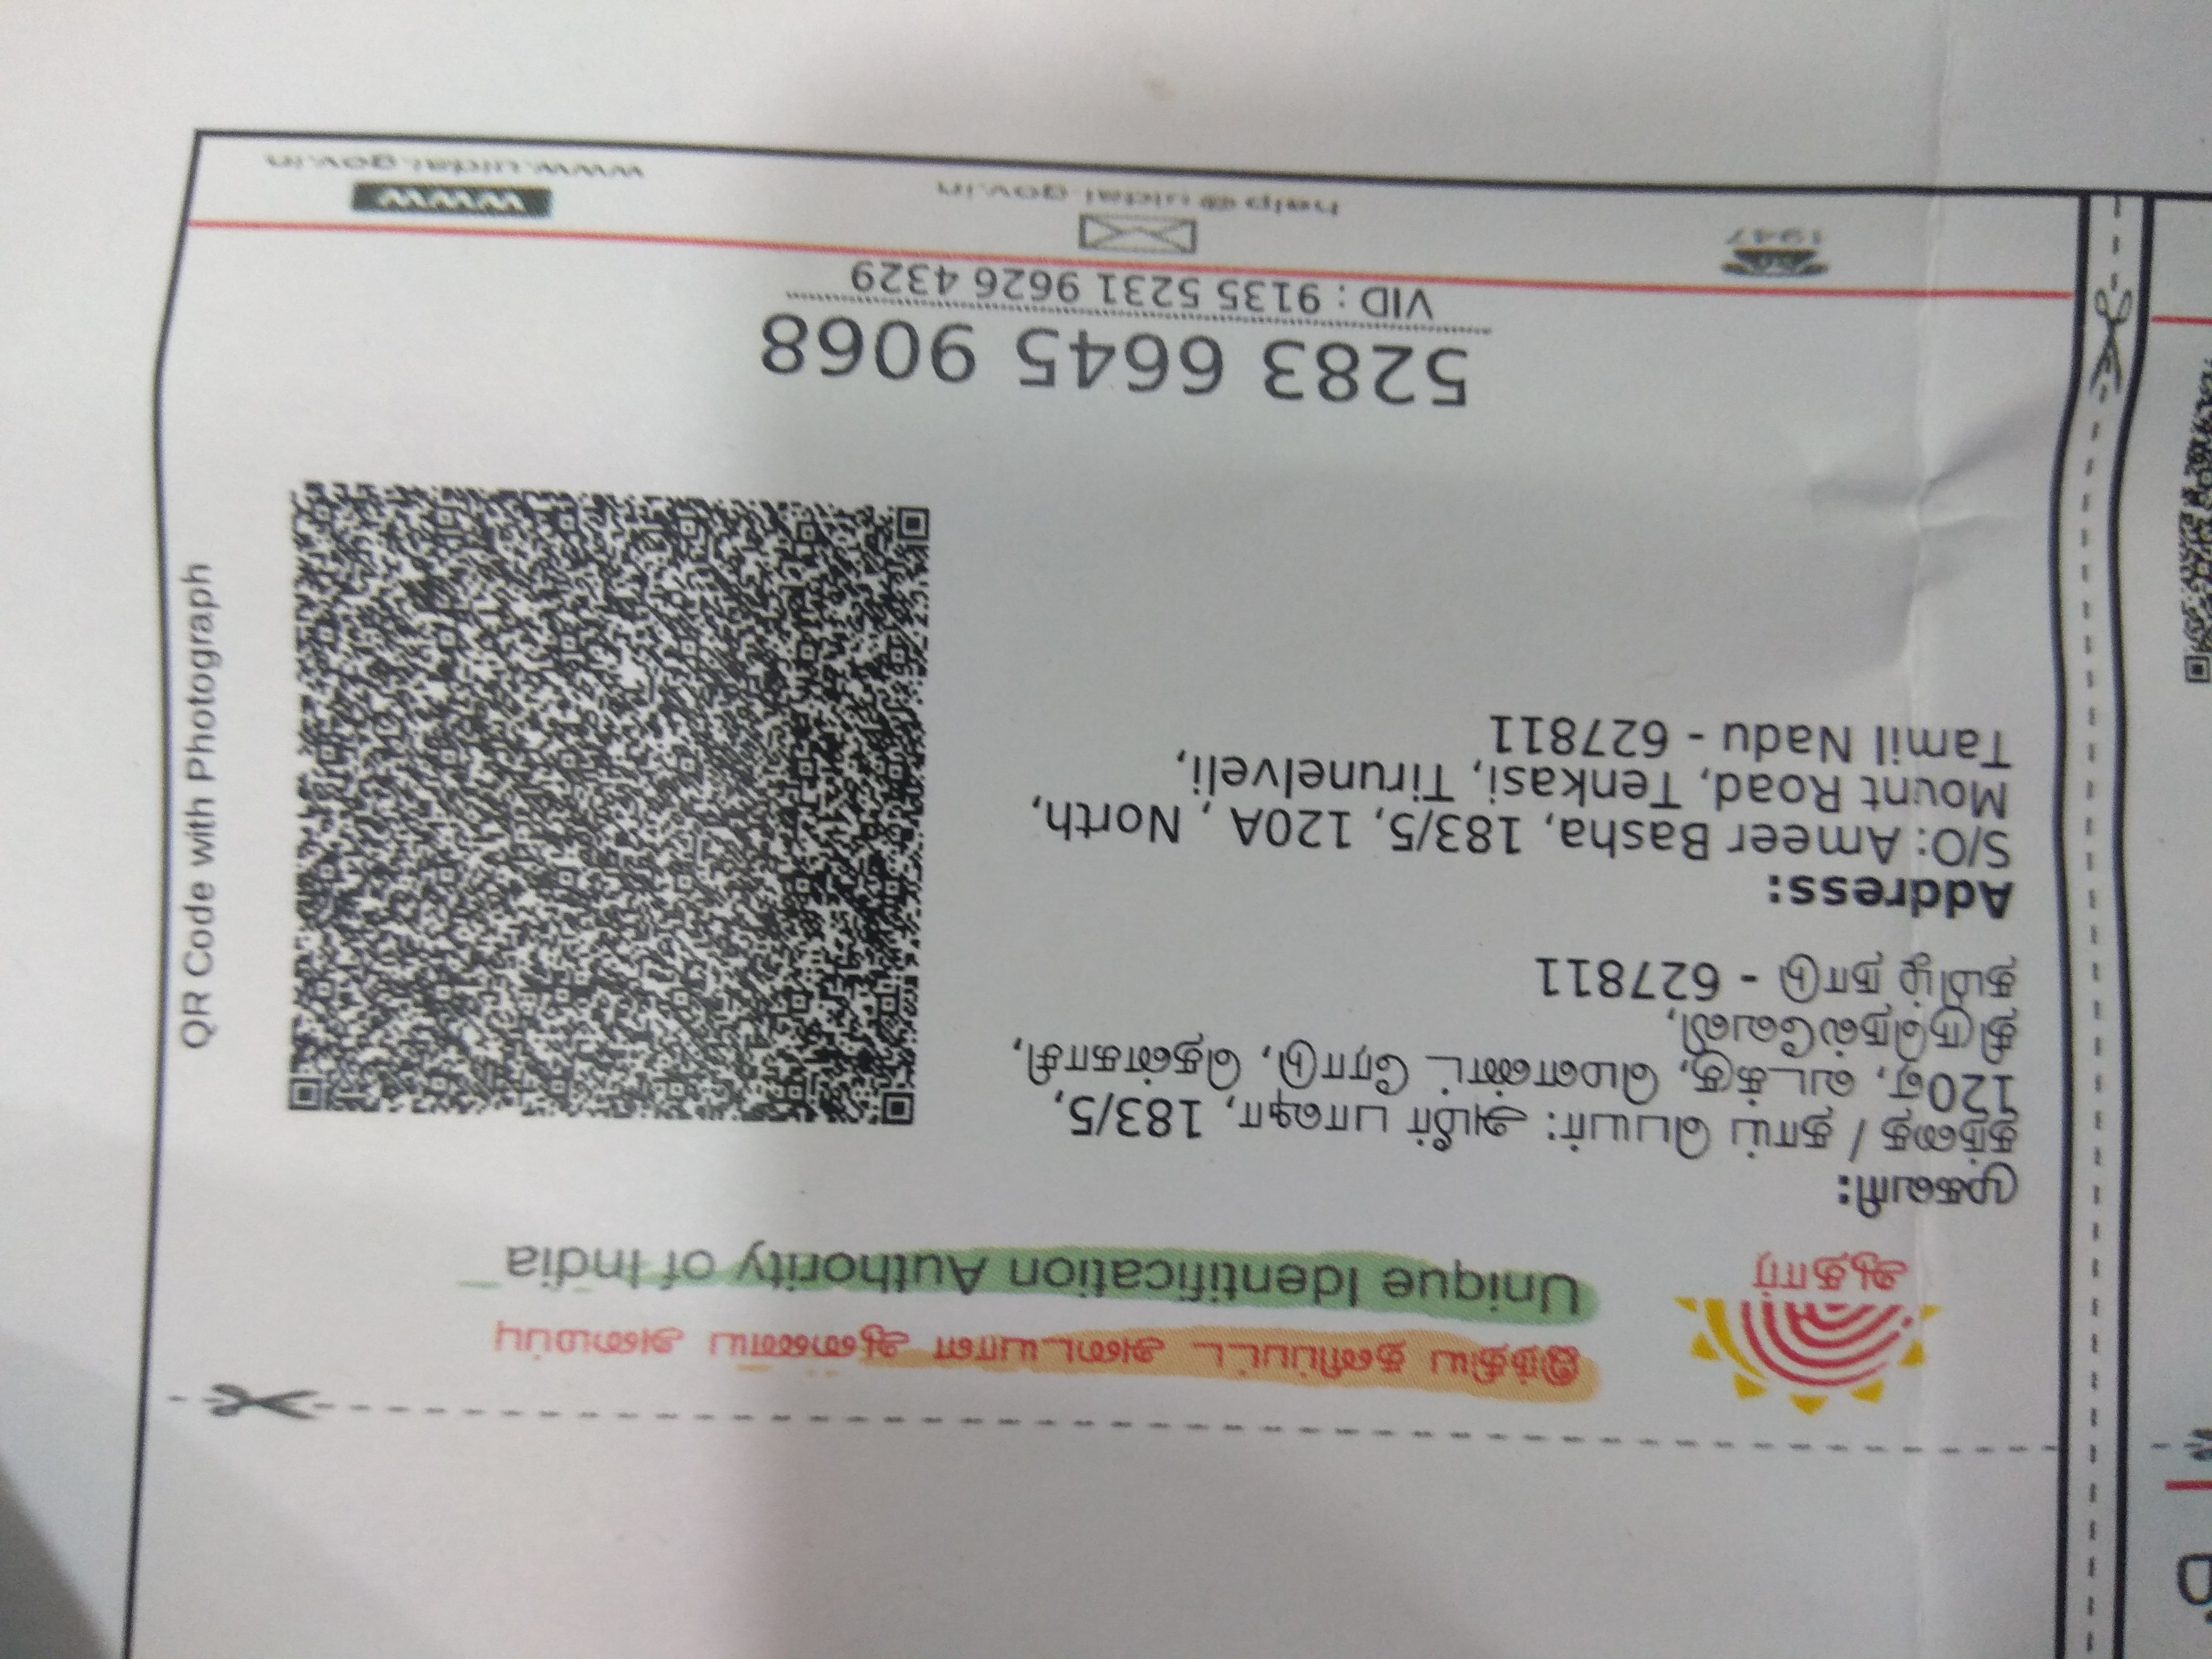 இந்திய தனிப்பட்ட அடையாள ஆணைய அமைப்பு
Unique Identification Authority of India
ஆதார்
முகவரி:
தந்தை / தாய் பெயர்: அமீர் பாஷா, 183/5,
120ஏ, வடக்கு, மௌண்ட் ரோடு, தென்காசி,
திருநெல்வேலி,
தமிழ் நாடு - 627811
Address:
S/O: Ameer Basha, 183/5, 120A , North,
Mount Road, Tenkasi, Tirunelveli,
Tamil Nadu - 627811
QR Code with Photograph
5283 6645 9068
VID : 9135 5231 9626 4329
1947
help@uidai.gov.in
WWW
www.uidai.gov.in